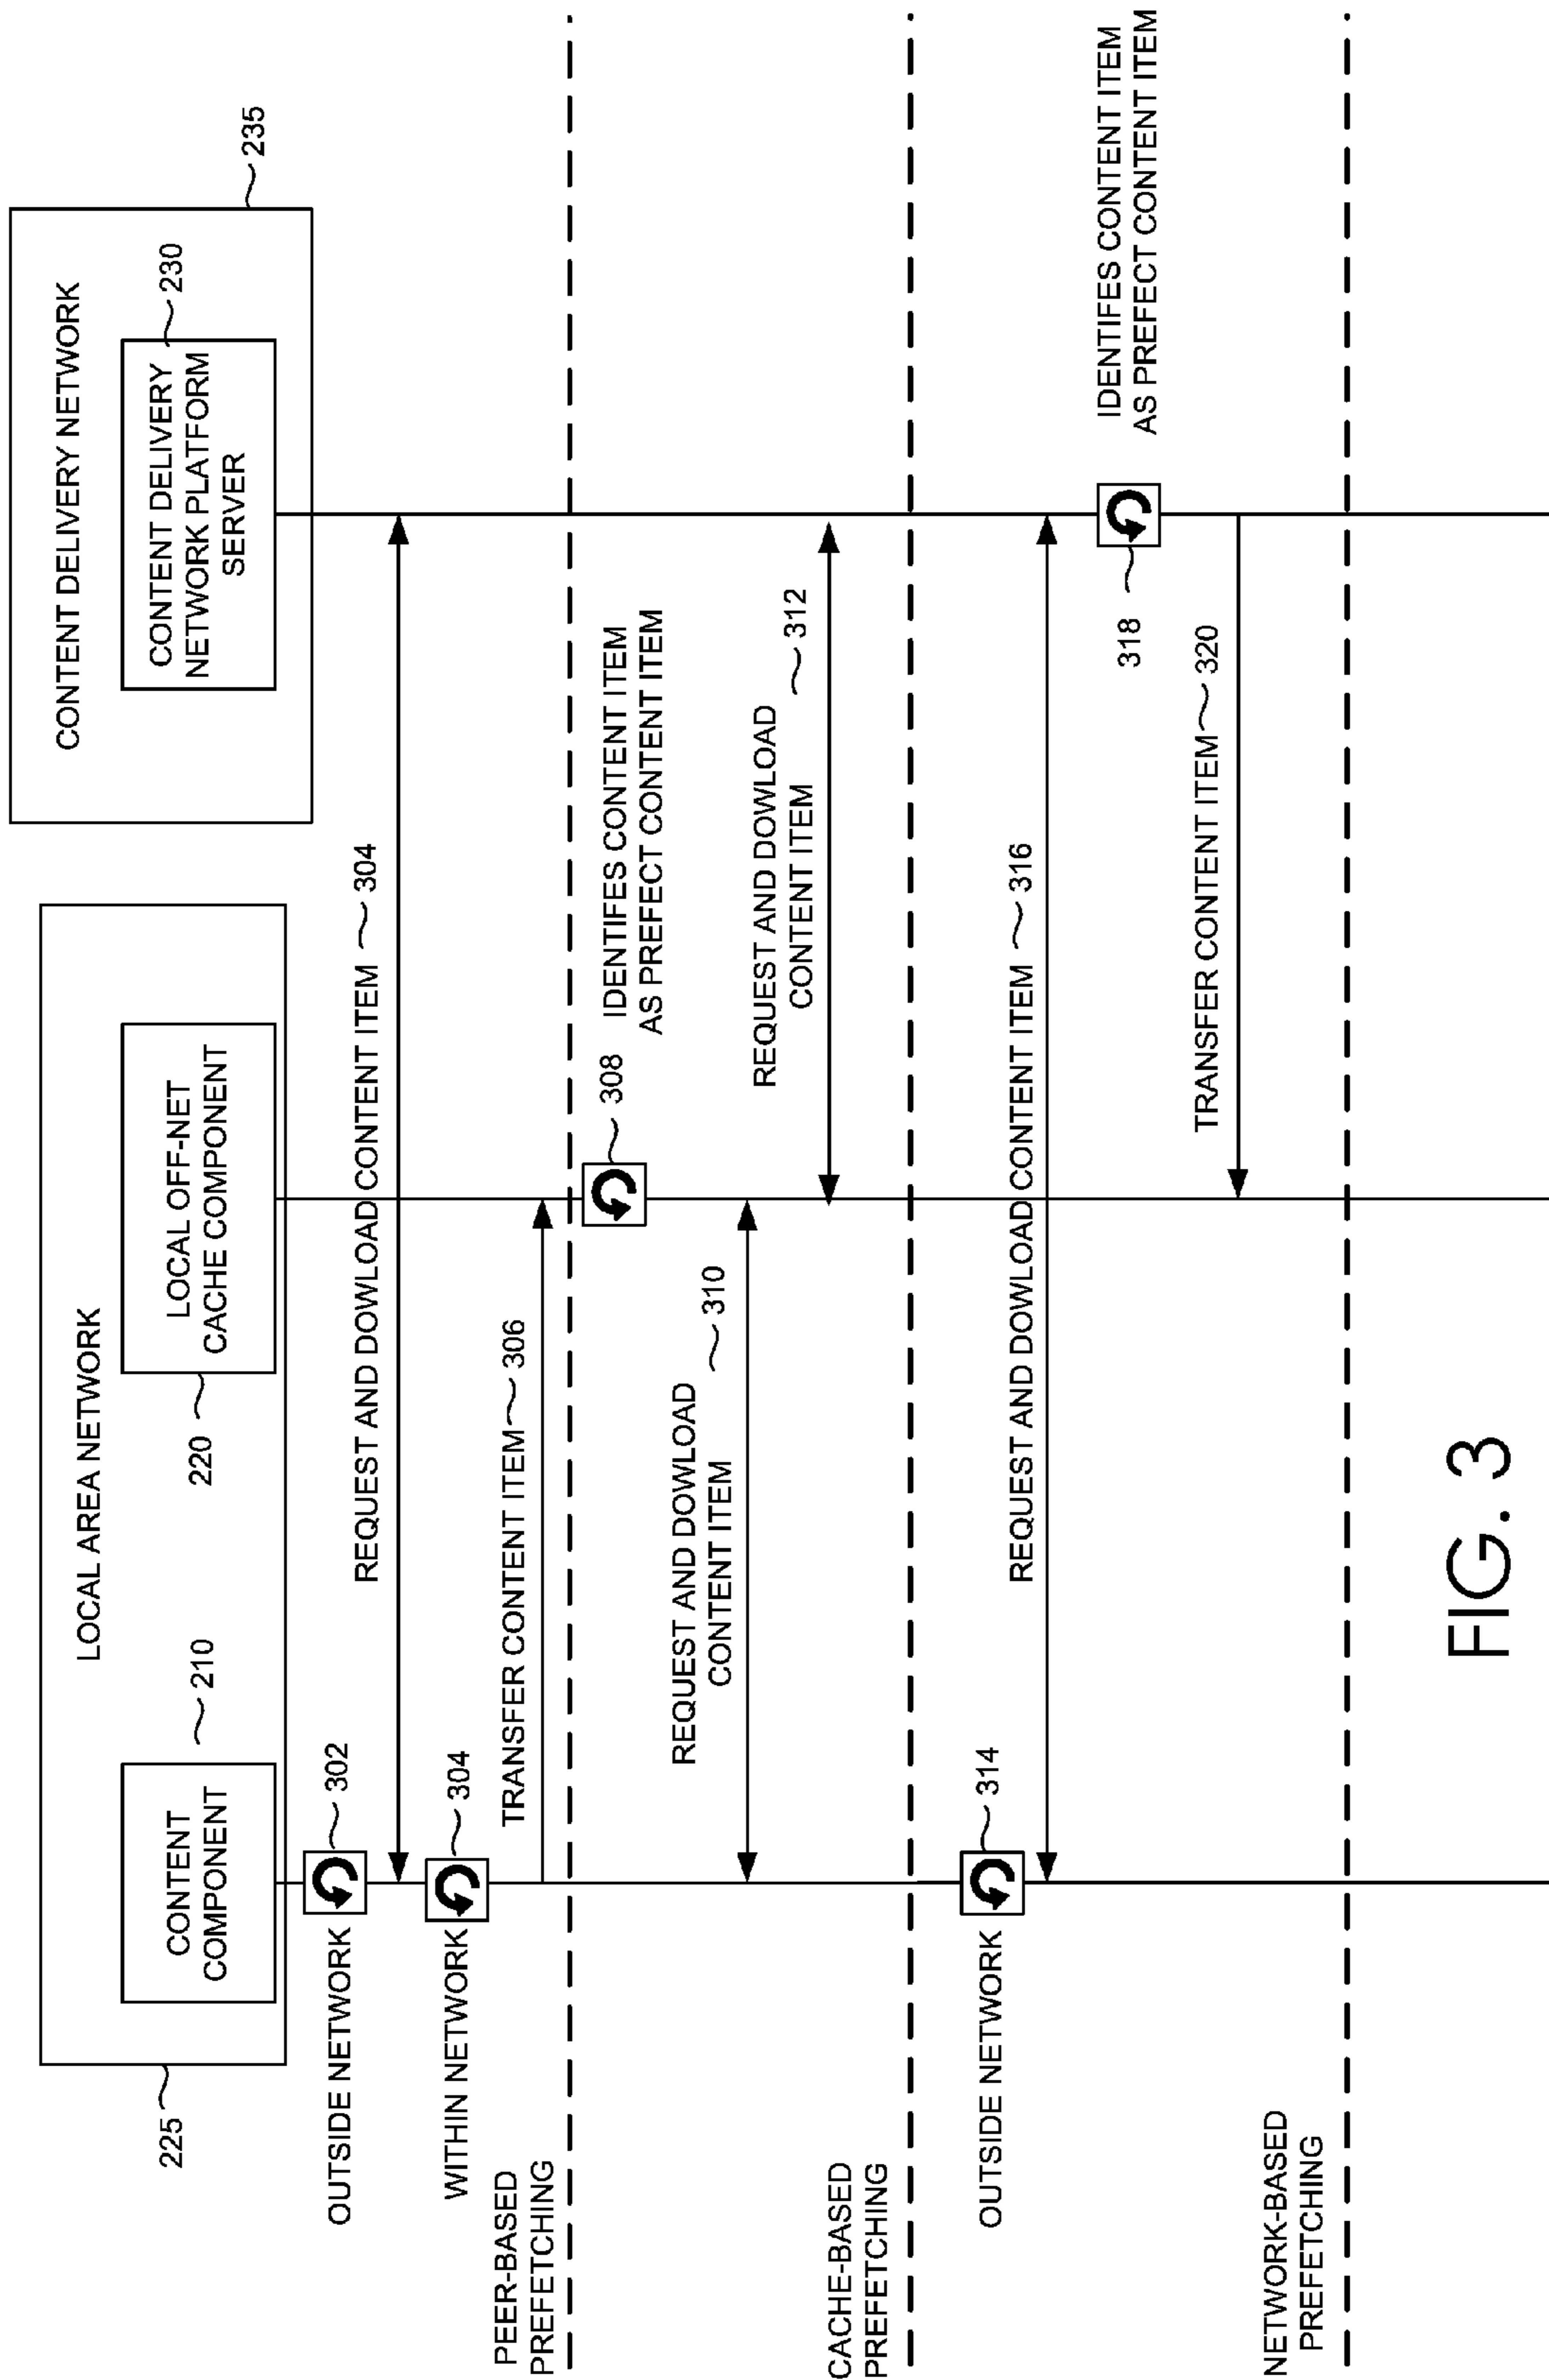 LOCAL AREA NETWORK
CONTENT DELIVERY NETWORK
225
CONTENT
COMPONENT
210
220
LOCAL OFF-NET
CACHE COMPONENT
CONTENT DELIVERY
NETWORK PLATFORM
SERVER
230
235
OUTSIDE NETWORK
302
REQUEST AND DOWLOAD CONTENT ITEM
304
WITHIN NETWORK
304
TRANSFER CONTENT ITEM
306
PEER-BASED
PREFETCHING
308
IDENTIFES CONTENT ITEM
AS PREFECT CONTENT ITEM
REQUEST AND DOWLOAD
CONTENT ITEM
310
REQUEST AND DOWLOAD
CONTENT ITEM
312
CACHE-BASED
PREFETCHING
OUTSIDE NETWORK
314
REQUEST AND DOWLOAD CONTENT ITEM
316
318
IDENTIFES CONTENT ITEM
AS PREFECT CONTENT ITEM
TRANSFER CONTENT ITEM
320
NETWORK-BASED
PREFETCHING
FIG. 3